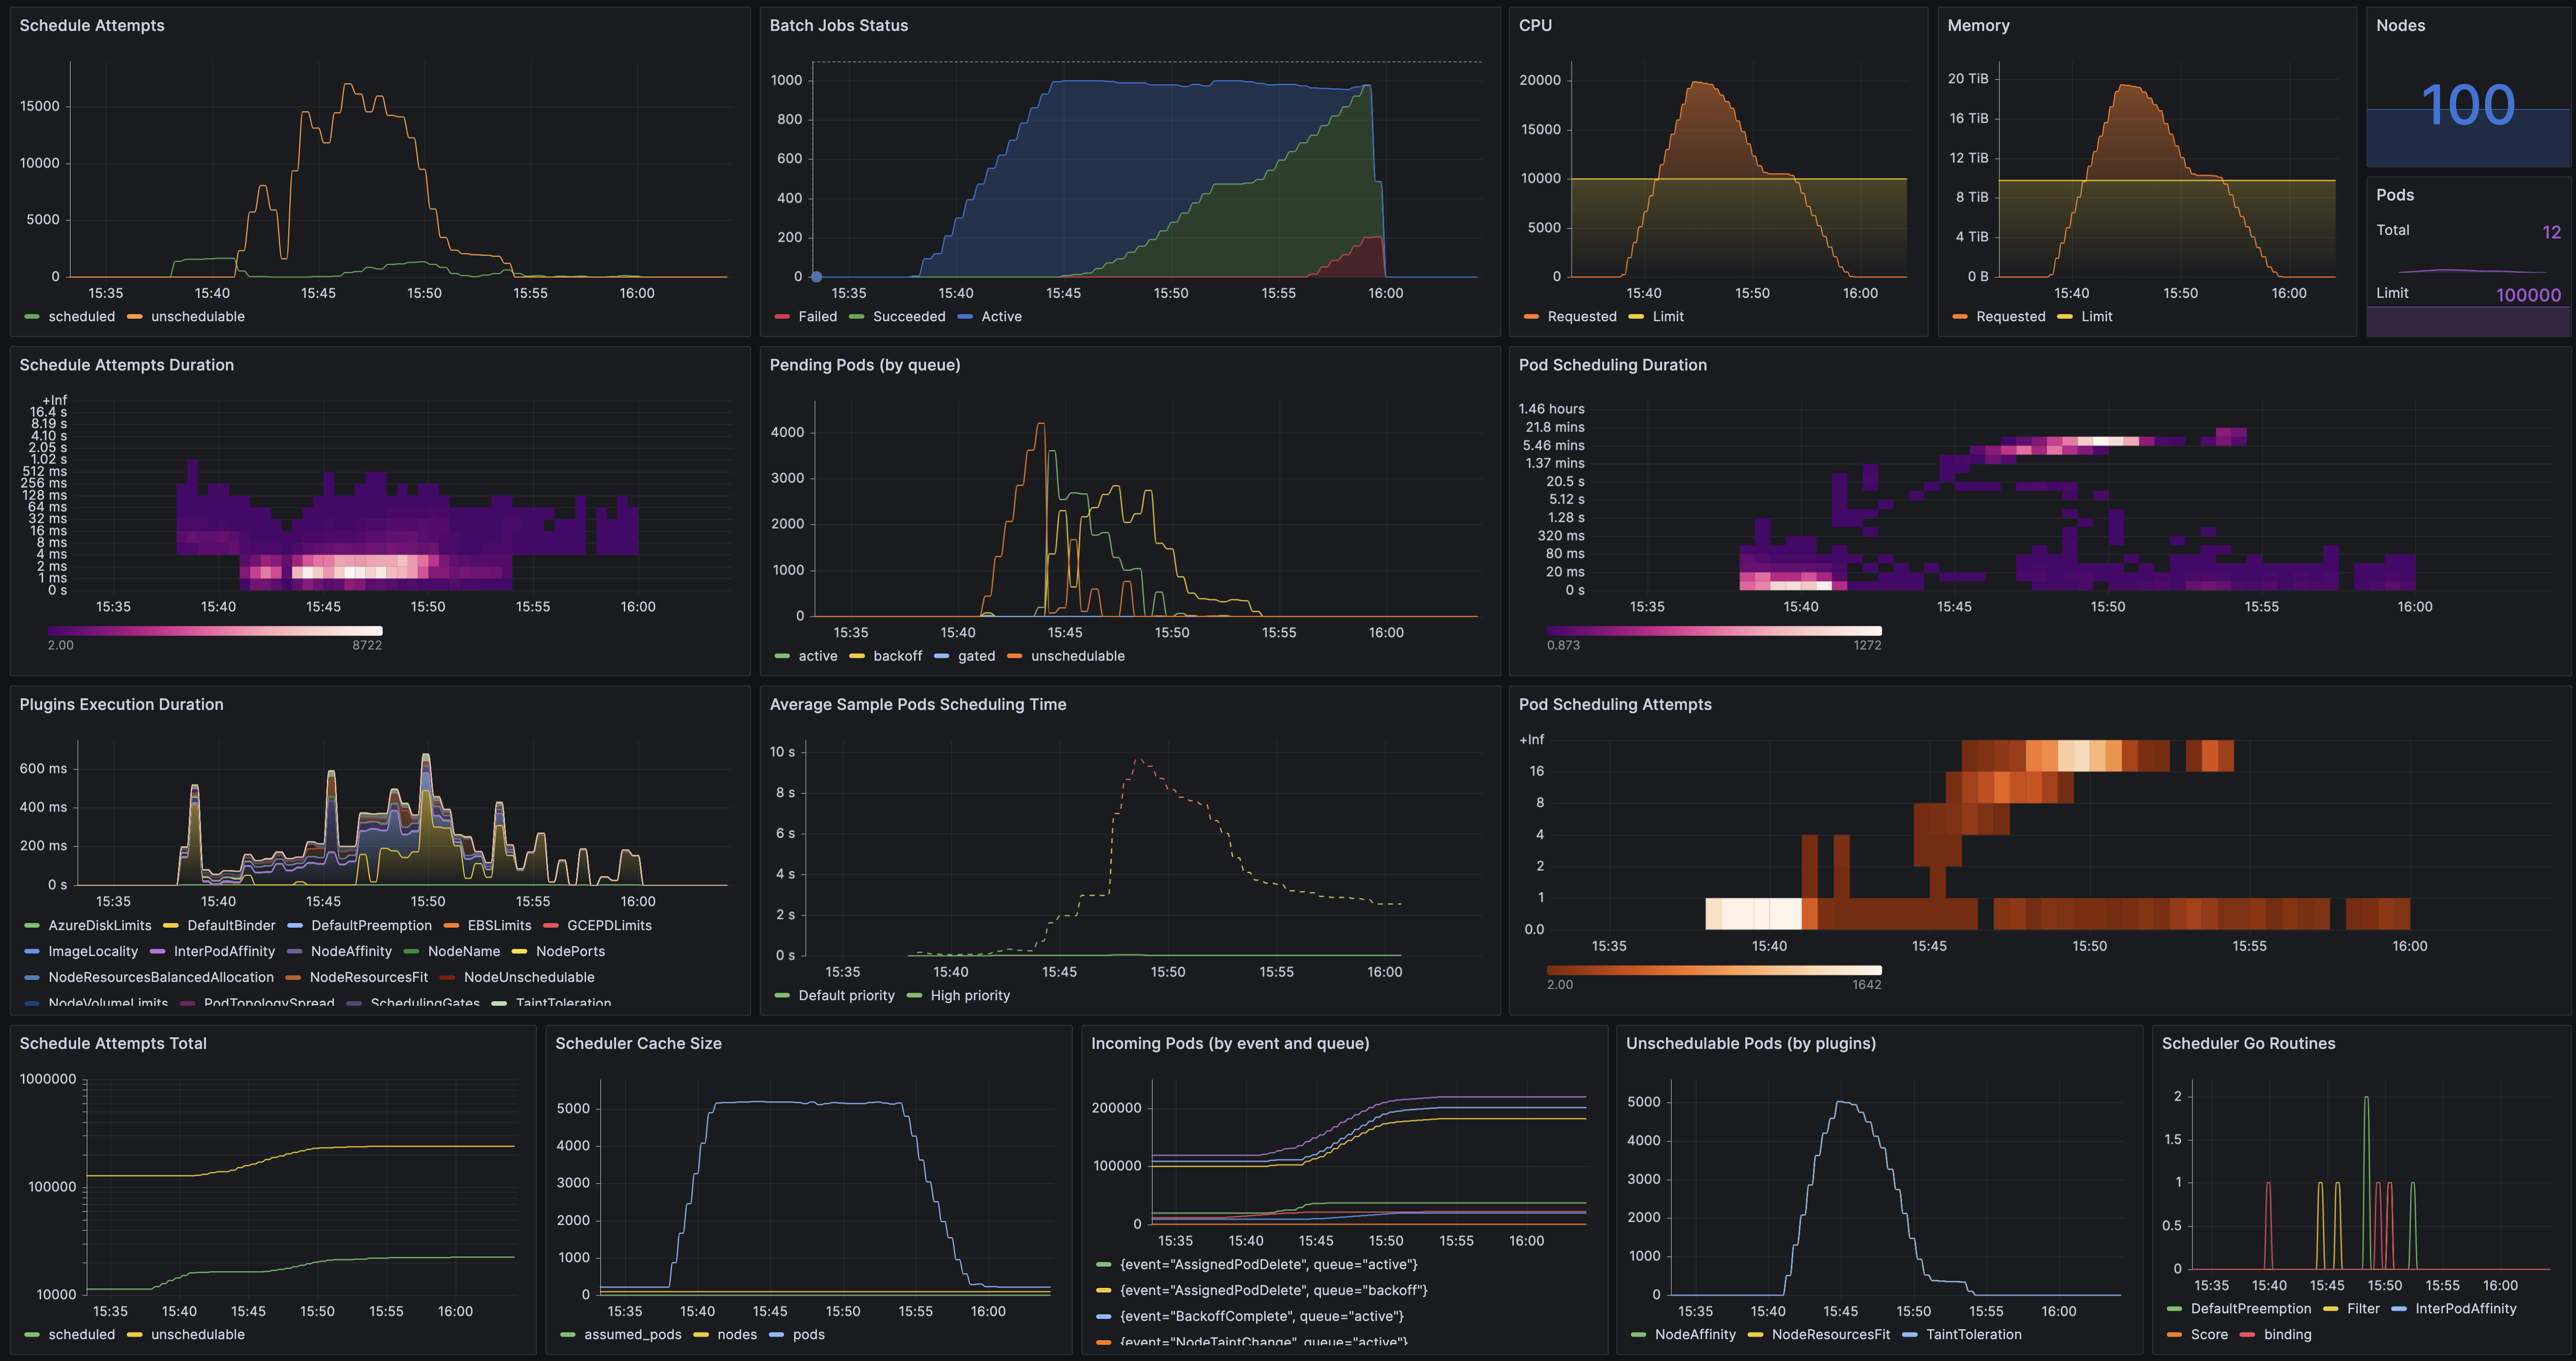 Schedule Attempts
15000
10000
5000
0
15:35 15:40 15:45 15:50 15:55 16:00
scheduled unschedulable
Batch Jobs Status
1000
800
600
400
200
0
15:35 15:40 15:45 15:50 15:55 16:00
Failed Succeeded Active
CPU
20000
15000
10000
5000
0
15:40 15:50 16:00
Requested Limit
Memory
20 TiB
16 TiB
12 TiB
8 TiB
4 TiB
0 B
15:40 15:50 16:00
Requested Limit
Nodes
100
Pods
Total 12
Limit 100000
Schedule Attempts Duration
+Inf
16.4 s
8.19 s
4.10 s
2.05 s
1.02 s
512 ms
256 ms
128 ms
64 ms
32 ms
16 ms
8 ms
4 ms
2 ms
1 ms
0 s
15:35 15:40 15:45 15:50 15:55 16:00
2.00 8722
Pending Pods (by queue)
4000
3000
2000
1000
0
15:35 15:40 15:45 15:50 15:55 16:00
active backoff gated unschedulable
Pod Scheduling Duration
1.46 hours
21.8 mins
5.46 mins
1.37 mins
20.5 s
5.12 s
1.28 s
320 ms
80 ms
20 ms
0 s
15:35 15:40 15:45 15:50 15:55 16:00
0.873 1272
Plugins Execution Duration
600 ms
400 ms
200 ms
0 s
15:35 15:40 15:45 15:50 15:55 16:00
AzureDiskLimits DefaultBinder DefaultPreemption EBSLimits GCEPDLimits
ImageLocality InterPodAffinity NodeAffinity NodeName NodePorts
NodeResourcesBalancedAllocation NodeResourcesFit NodeUnschedulable
NodeVolumeLimits PodTopologySpread SchedulingGates TaintToleration
Average Sample Pods Scheduling Time
10 s
8 s
6 s
4 s
2 s
0 s
15:35 15:40 15:45 15:50 15:55 16:00
Default priority High priority
Pod Scheduling Attempts
+Inf
16
8
4
2
1
0.0
15:35 15:40 15:45 15:50 15:55 16:00
2.00 1642
Schedule Attempts Total
1000000
100000
10000
15:35 15:40 15:45 15:50 15:55 16:00
scheduled unschedulable
Scheduler Cache Size
5000
4000
3000
2000
1000
0
15:35 15:40 15:45 15:50 15:55 16:00
assumed_pods nodes pods
Incoming Pods (by event and queue)
200000
100000
0
15:35 15:40 15:45 15:50 15:55 16:00
{event="AssignedPodDelete", queue="active"}
{event="AssignedPodDelete", queue="backoff"}
{event="BackoffComplete", queue="active"}
{event="NodeTaintChange", queue="active"}
Unschedulable Pods (by plugins)
5000
4000
3000
2000
1000
0
15:35 15:40 15:45 15:50 15:55 16:00
NodeAffinity NodeResourcesFit TaintToleration
Scheduler Go Routines
2
1.5
1
0.5
0
15:35 15:40 15:45 15:50 15:55 16:00
DefaultPreemption Filter InterPodAffinity
Score binding